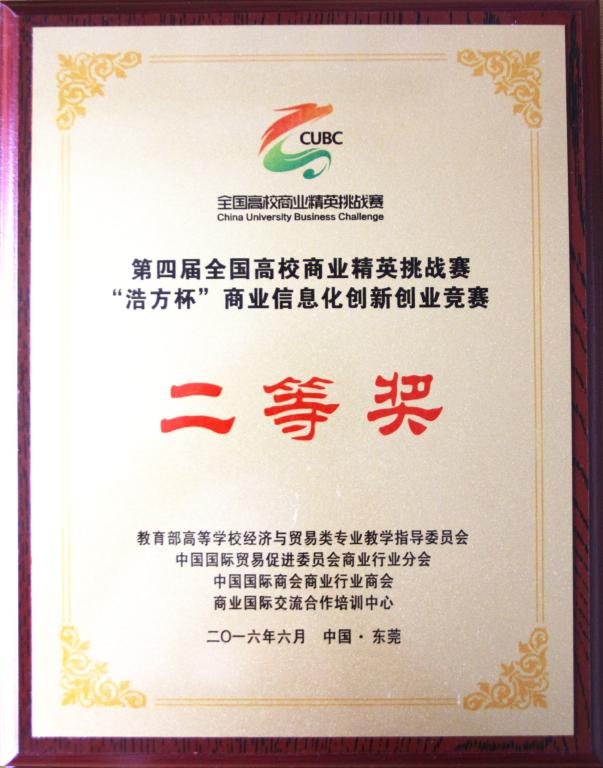 CUBC
全国高校商业精英挑战赛
China University Business Challenge
第四届全国高校商业精英挑战赛
“浩方杯”商业信息化创新创业竞赛
二等奖
教育部高等学校经济与贸易类专业教学指导委员会
中国国际贸易促进委员会商业行业分会
中国国际商会商业行业商会
商业国际交流合作培训中心
二〇一六年六月 中国·东莞